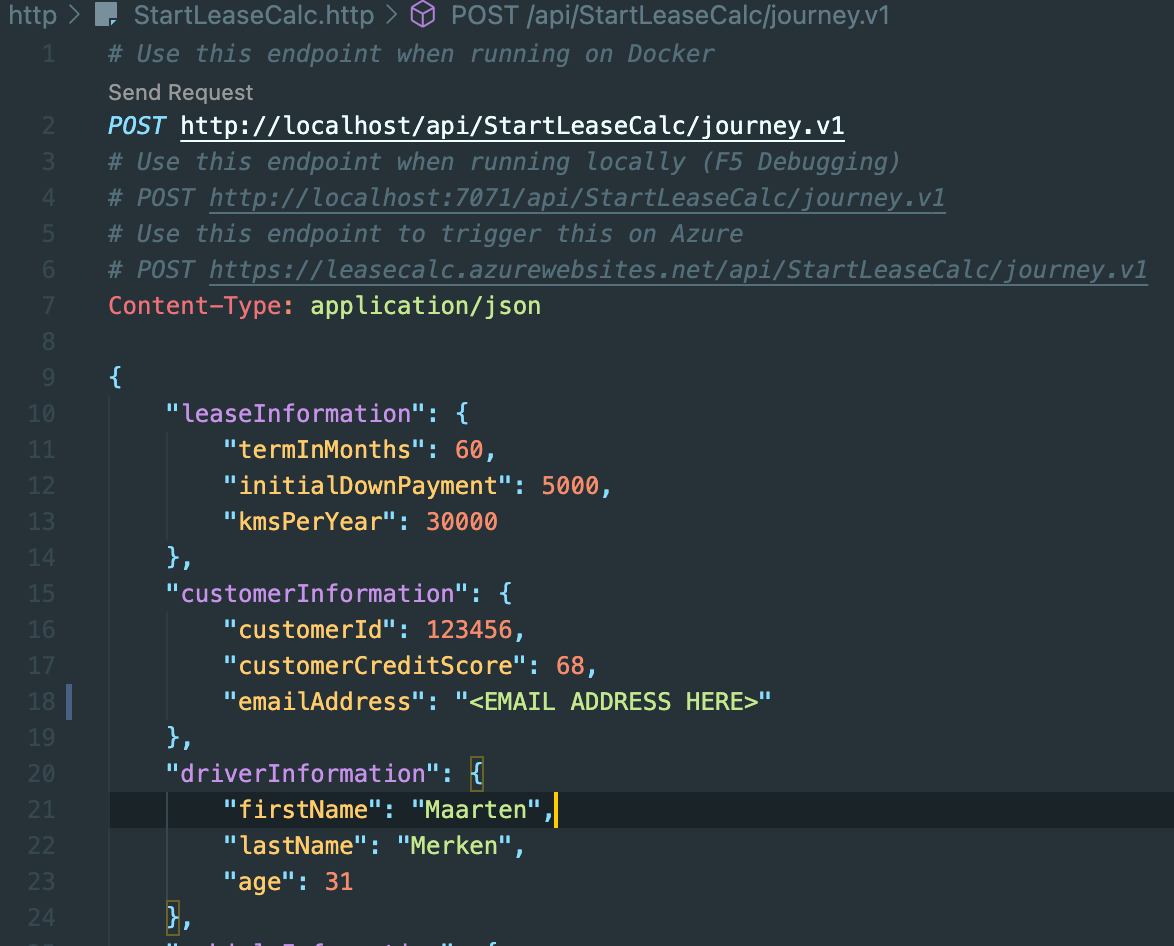 http > StartLeaseCalc.http > POST /api/StartLeaseCalc/journey.v1
1 # Use this endpoint when running on Docker
Send Request
2 POST http://localhost/api/StartLeaseCalc/journey.v1
3 # Use this endpoint when running locally (F5 Debugging)
4 # POST http://localhost:7071/api/StartLeaseCalc/journey.v1
5 # Use this endpoint to trigger this on Azure
6 # POST https://leasecalc.azurewebsites.net/api/StartLeaseCalc/journey.v1
7 Content-Type: application/json
8
9 {
10 "leaseInformation": {
11 "termInMonths": 60,
12 "initialDownPayment": 5000,
13 "kmsPerYear": 30000
14 },
15 "customerInformation": {
16 "customerId": 123456,
17 "customerCreditScore": 68,
18 "emailAddress": "<EMAIL ADDRESS HERE>"
19 },
20 "driverInformation": {
21 "firstName": "Maarten",
22 "lastName": "Merken",
23 "age": 31
24 },